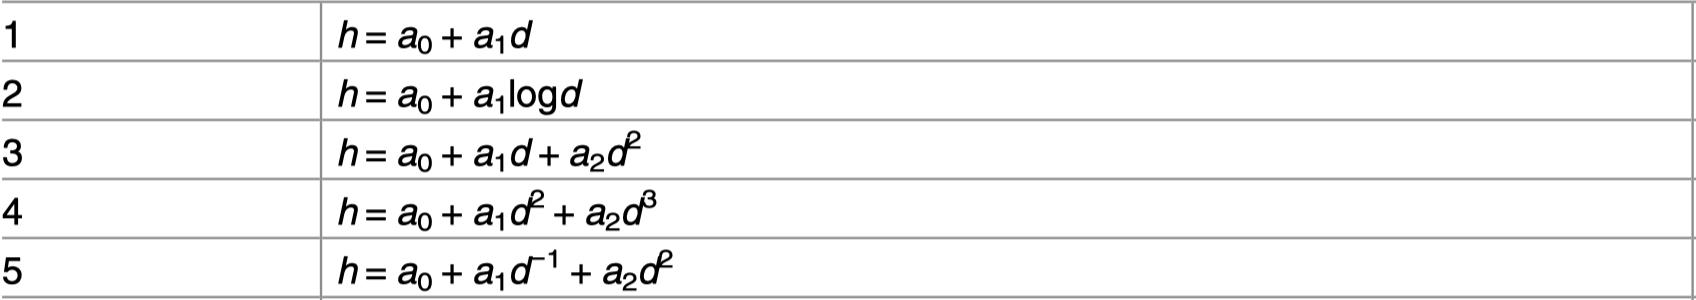 1 h = a₀ + a₁d
2 h = a₀ + a₁logd
3 h = a₀ + a₁d + a₂d²
4 h = a₀ + a₁d² + a₂d³
5 h = a₀ + a₁d⁻¹ + a₂d²